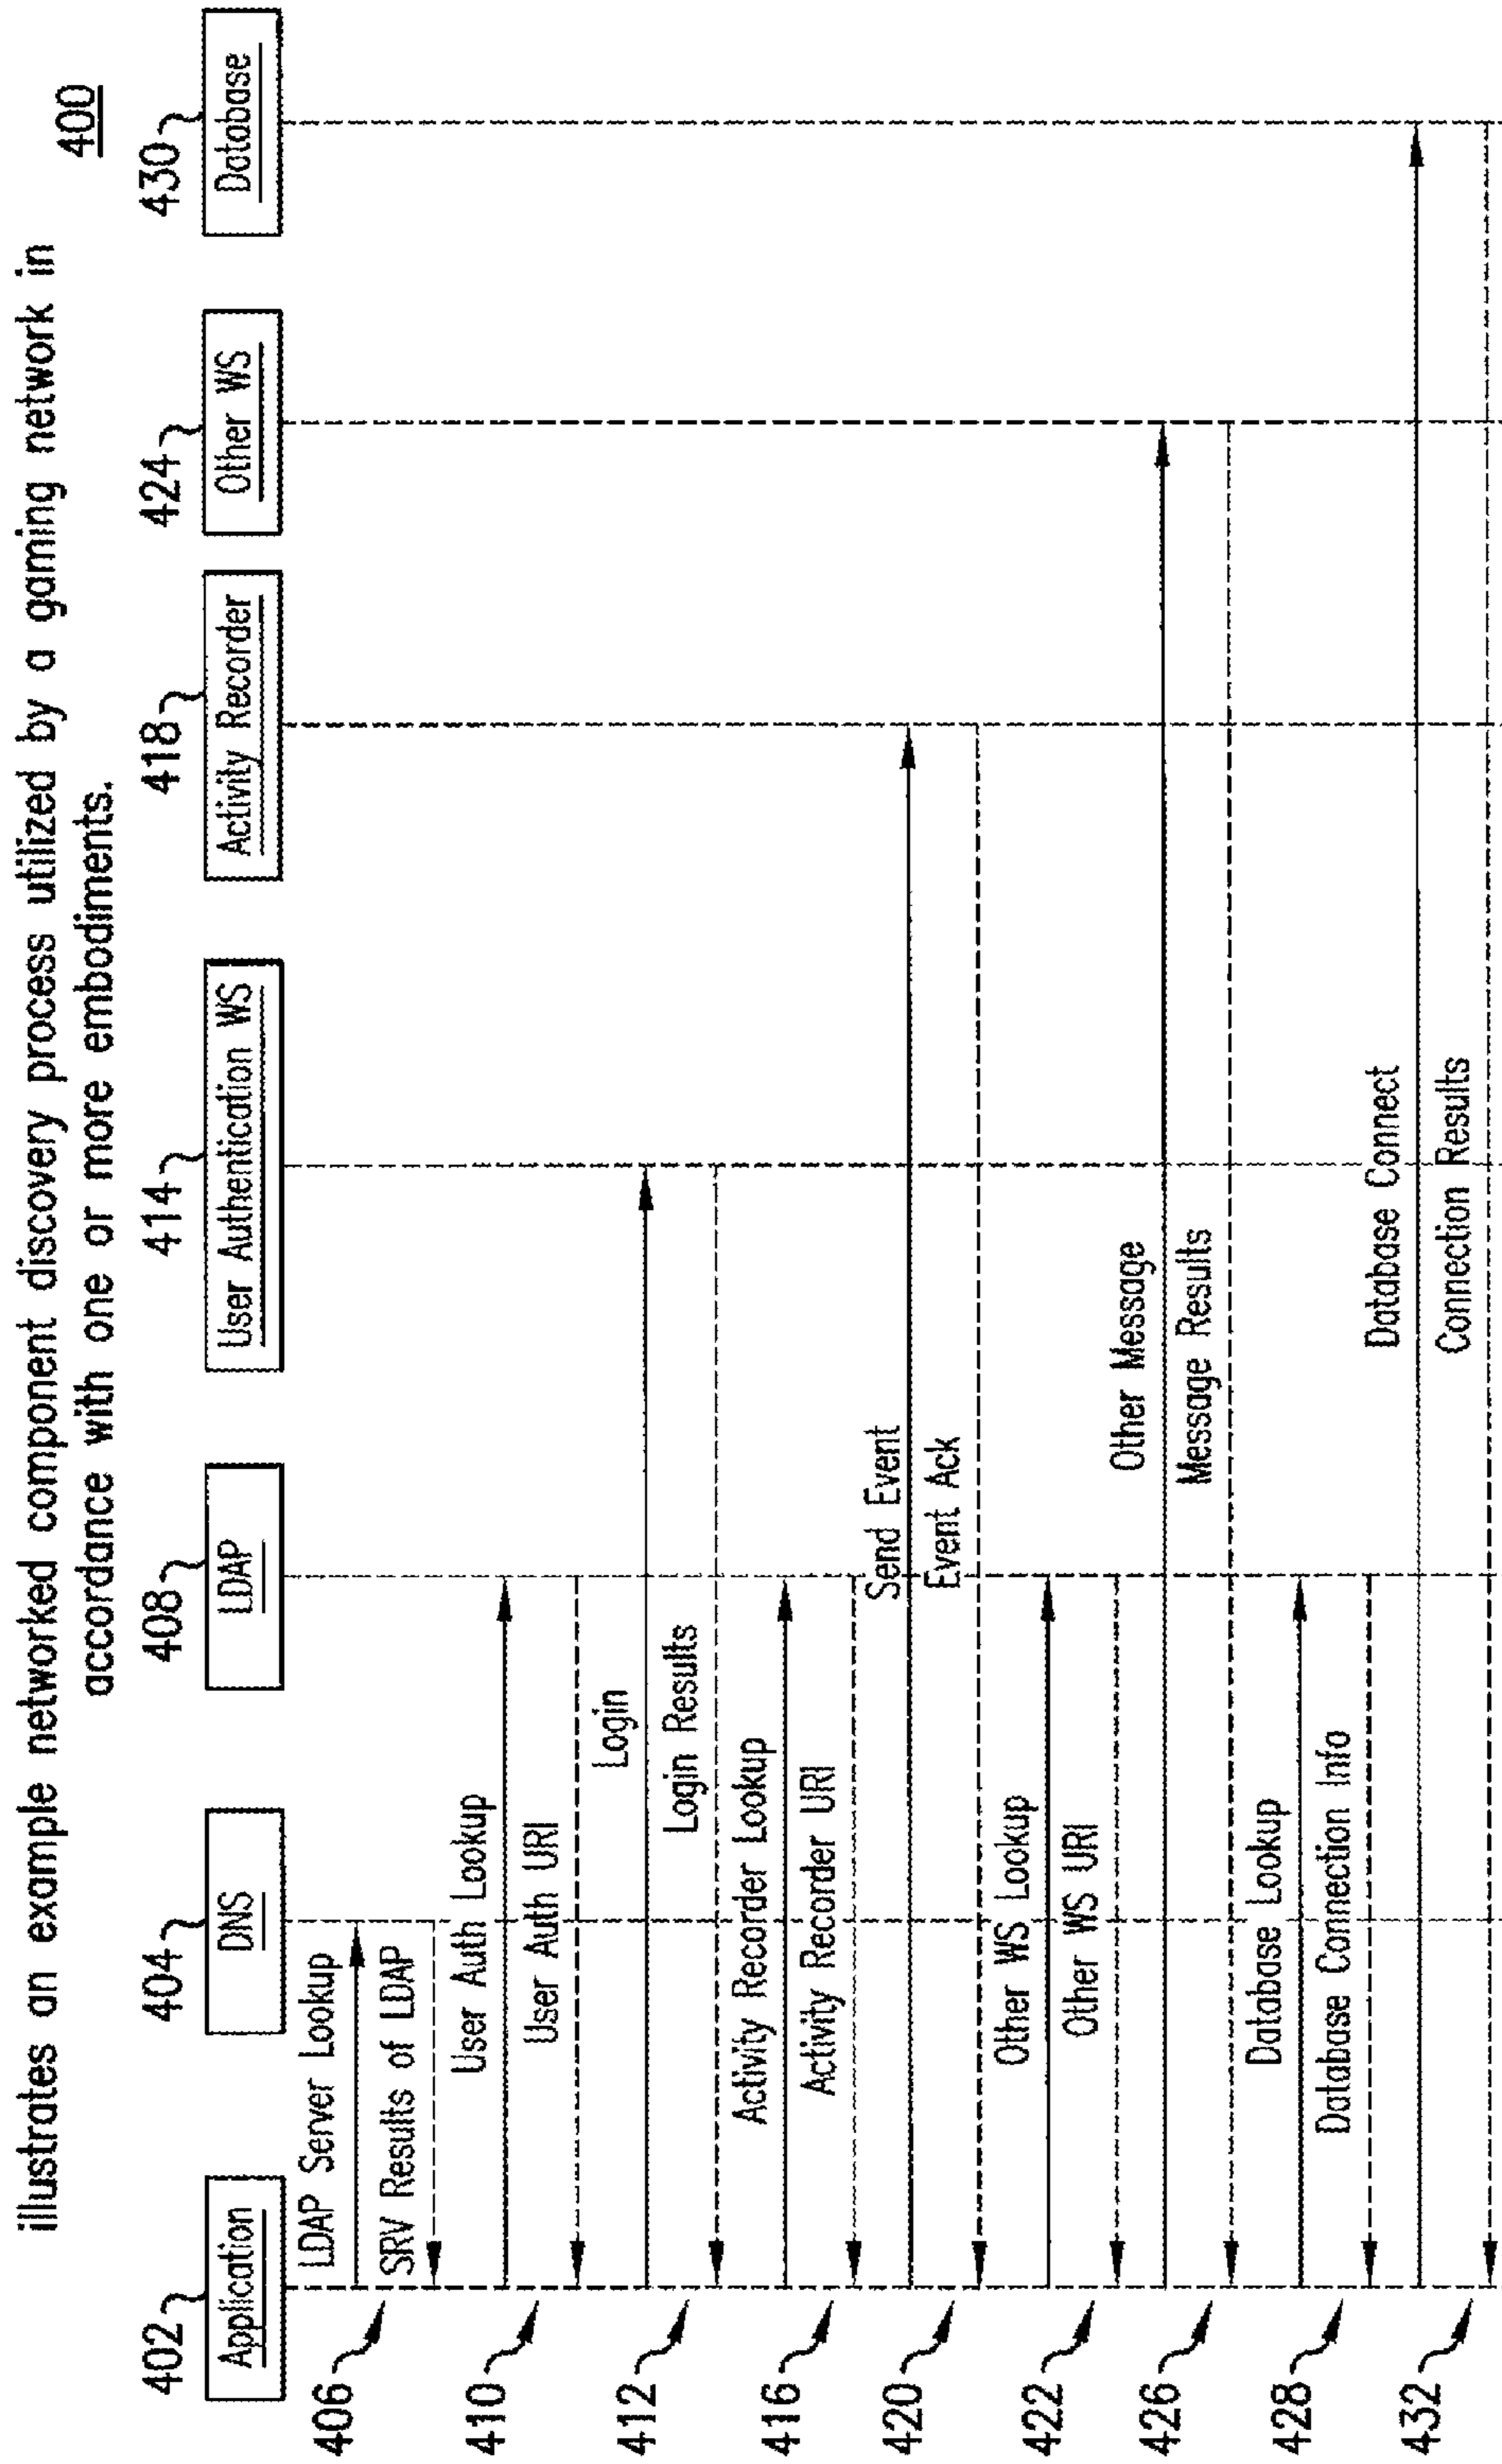 illustrates an example networked component discovery process utilized by a gaming network in
accordance with one or more embodiments.
400
402
404
408
414
418
424
430
Application
DNS
LDAP
User Authentication WS
Activity Recorder
Other WS
Database
406
LDAP Server Lookup
SRV Results of LDAP
410
User Auth Lookup
User Auth URI
412
Login
Login Results
416
Activity Recorder Lookup
Activity Recorder URI
420
Send Event
Event Ack
422
Other WS Lookup
Other WS URI
426
Other Message
Message Results
428
Database Lookup
Database Connection Info
432
Database Connect
Connection Results